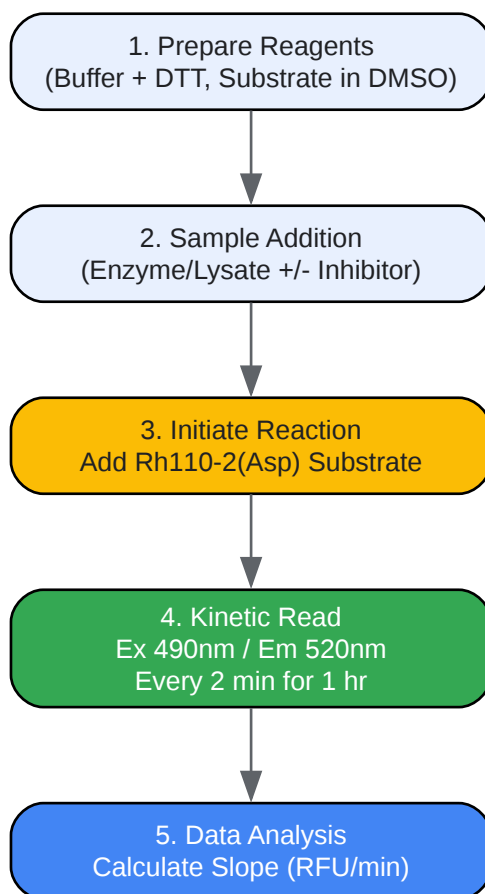 1. Prepare Reagents
(Buffer + DTT, Substrate in DMSO)
2. Sample Addition
(Enzyme/Lysate +/- Inhibitor)
3. Initiate Reaction
Add Rh110-2(Asp) Substrate
4. Kinetic Read
Ex 490nm / Em 520nm
Every 2 min for 1 hr
5. Data Analysis
Calculate Slope (RFU/min)